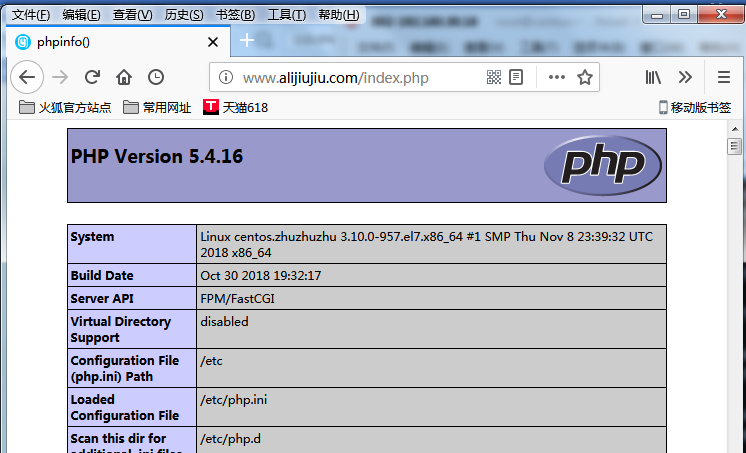 文件(F) 编辑(E) 查看(V) 历史(S) 书签(B) 工具(T) 帮助(H)
phpinfo()
www.alijiujiu.com/index.php
火狐官方站点 常用网址 天猫618 移动版书签
PHP Version 5.4.16
php
System Linux centos.zhuzhuzhu 3.10.0-957.el7.x86_64 #1 SMP Thu Nov 8 23:39:32 UTC
2018 x86_64
Build Date Oct 30 2018 19:32:17
Server API FPM/FastCGI
Virtual Directory disabled
Support
Configuration File /etc
(php.ini) Path
Loaded /etc/php.ini
Configuration File
Scan this dir for /etc/php.d
additional .ini files